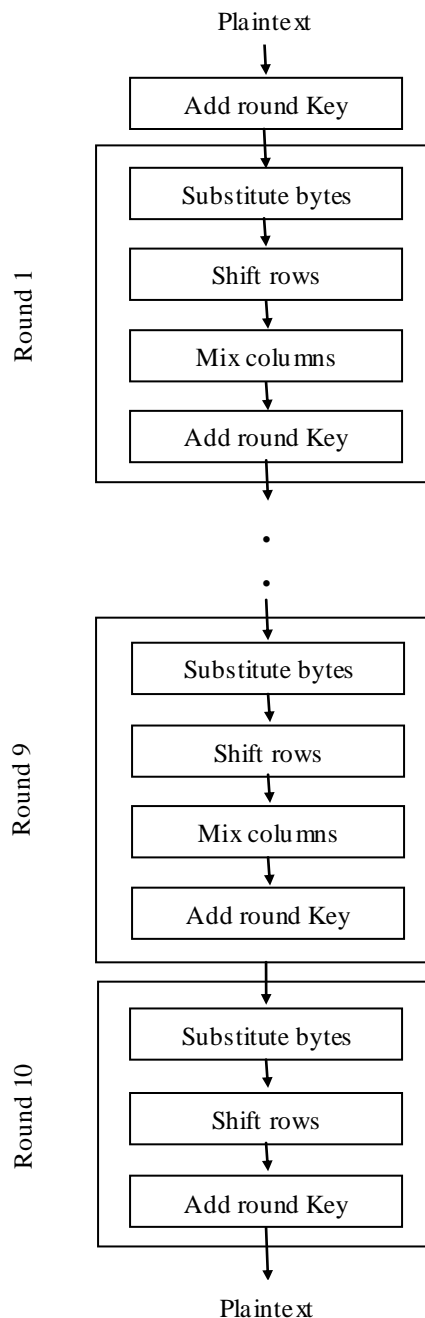 Plaintext
Add round Key
Round 1
Substitute bytes
Shift rows
Mix columns
Add round Key
Round 9
Substitute bytes
Shift rows
Mix columns
Add round Key
Round 10
Substitute bytes
Shift rows
Add round Key
Plaintext